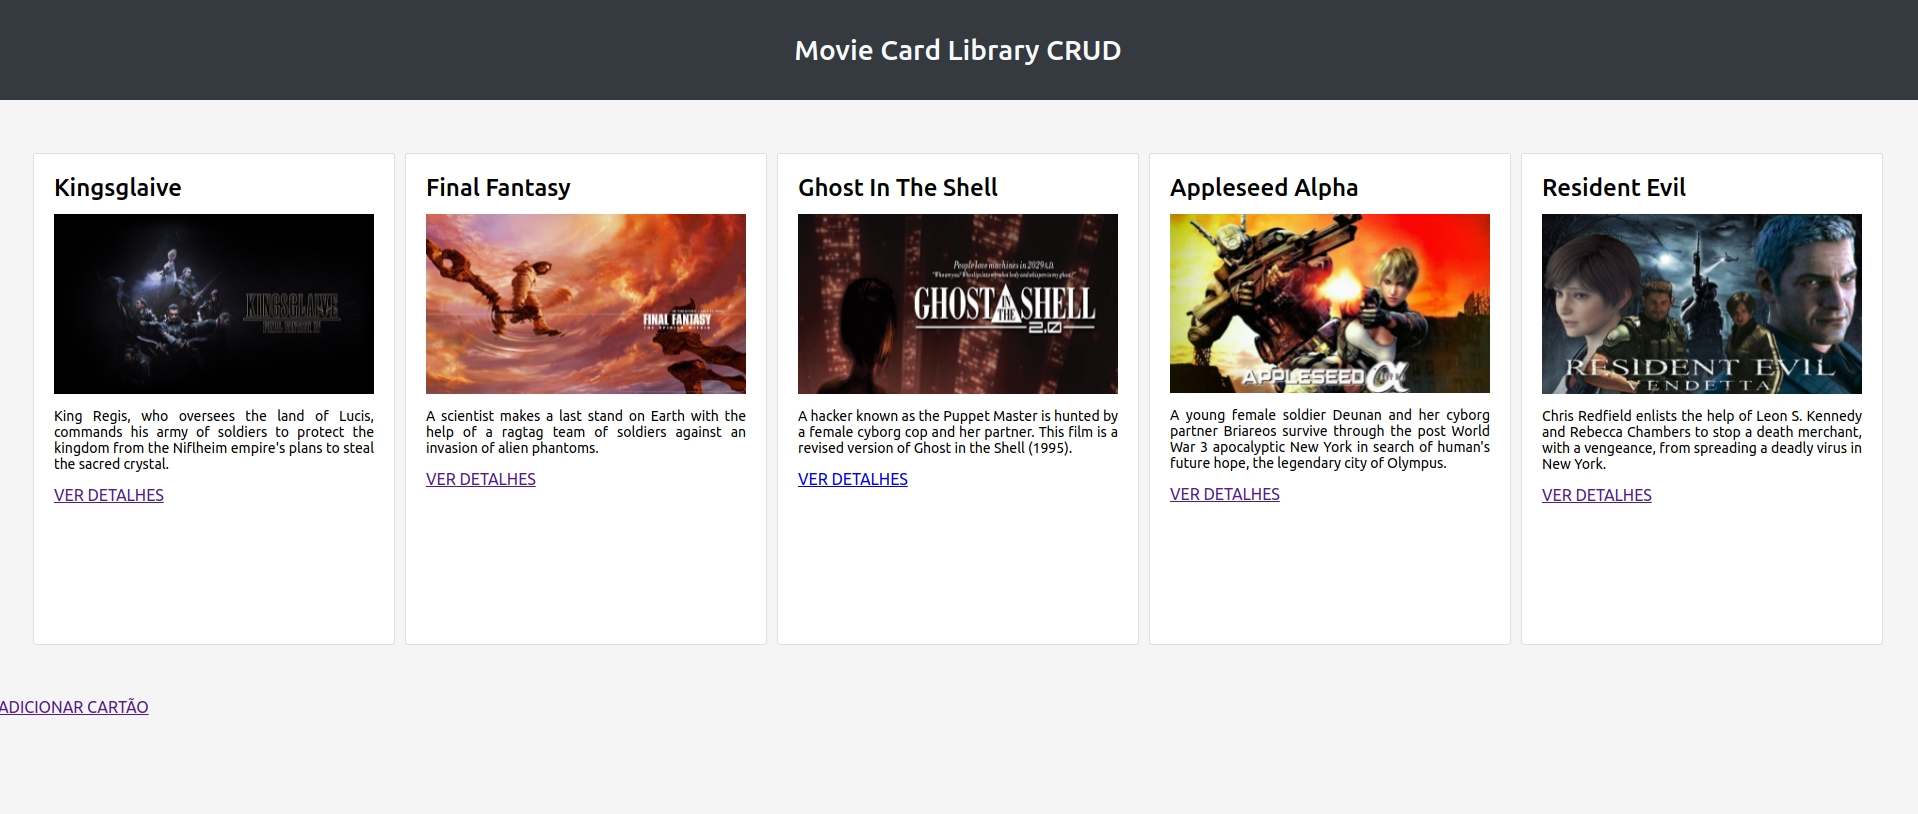 Movie Card Library CRUD
Kingsglaive
KINGSGLAIVE
FINAL FANTASY XV
King Regis, who oversees the land of Lucis,
commands his army of soldiers to protect the
kingdom from the Niflheim empire's plans to steal
the sacred crystal.
VER DETALHES
Final Fantasy
FINAL FANTASY
THE SPIRITS WITHIN
A scientist makes a last stand on Earth with the
help of a ragtag team of soldiers against an
invasion of alien phantoms.
VER DETALHES
Ghost In The Shell
People love machines in 2029 A.D.
GHOST IN THE SHELL
2.0
A hacker known as the Puppet Master is hunted by
a female cyborg cop and her partner. This film is a
revised version of Ghost in the Shell (1995).
VER DETALHES
Appleseed Alpha
APPLESEED α
A young female soldier Deunan and her cyborg
partner Briareos survive through the post World
War 3 apocalyptic New York in search of human's
future hope, the legendary city of Olympus.
VER DETALHES
Resident Evil
RESIDENT EVIL
VENDETTA
Chris Redfield enlists the help of Leon S. Kennedy
and Rebecca Chambers to stop a death merchant,
with a vengeance, from spreading a deadly virus in
New York.
VER DETALHES
ADICIONAR CARTÃO